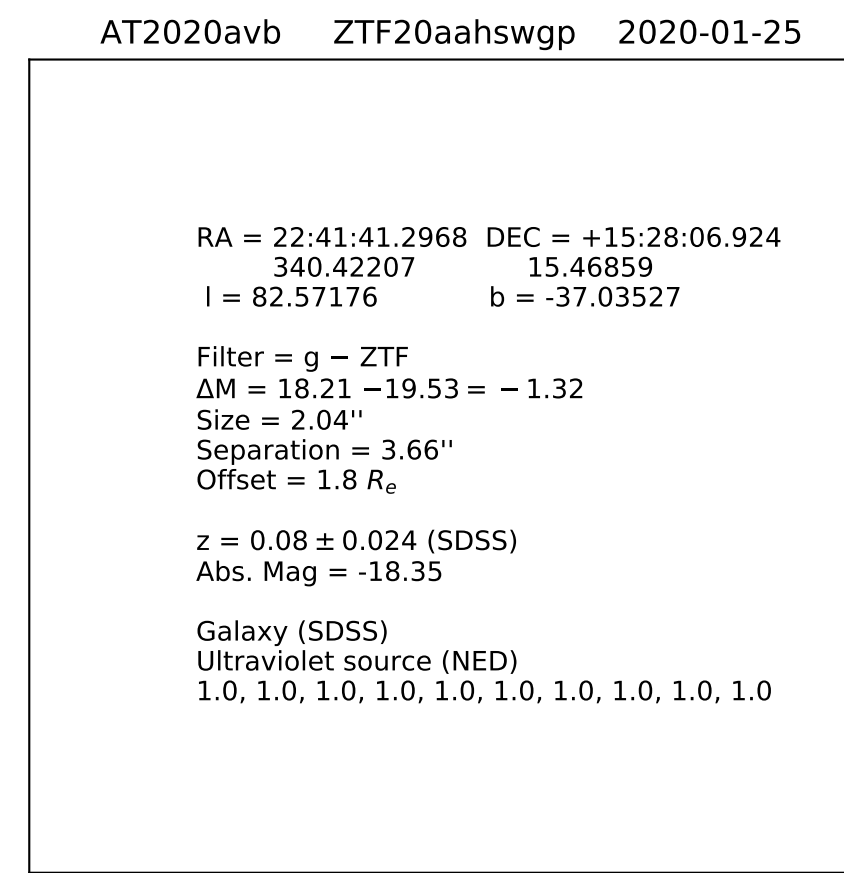 AT2020avb ZTF20aahswgp 2020-01-25
RA = 22:41:41.2968 DEC = +15:28:06.924
340.42207 15.46859
l = 82.57176 b = -37.03527
Filter = g − ZTF
ΔM = 18.21 −19.53 = − 1.32
Size = 2.04''
Separation = 3.66''
Offset = 1.8 Re
z = 0.08 ± 0.024 (SDSS)
Abs. Mag = -18.35
Galaxy (SDSS)
Ultraviolet source (NED)
1.0, 1.0, 1.0, 1.0, 1.0, 1.0, 1.0, 1.0, 1.0, 1.0